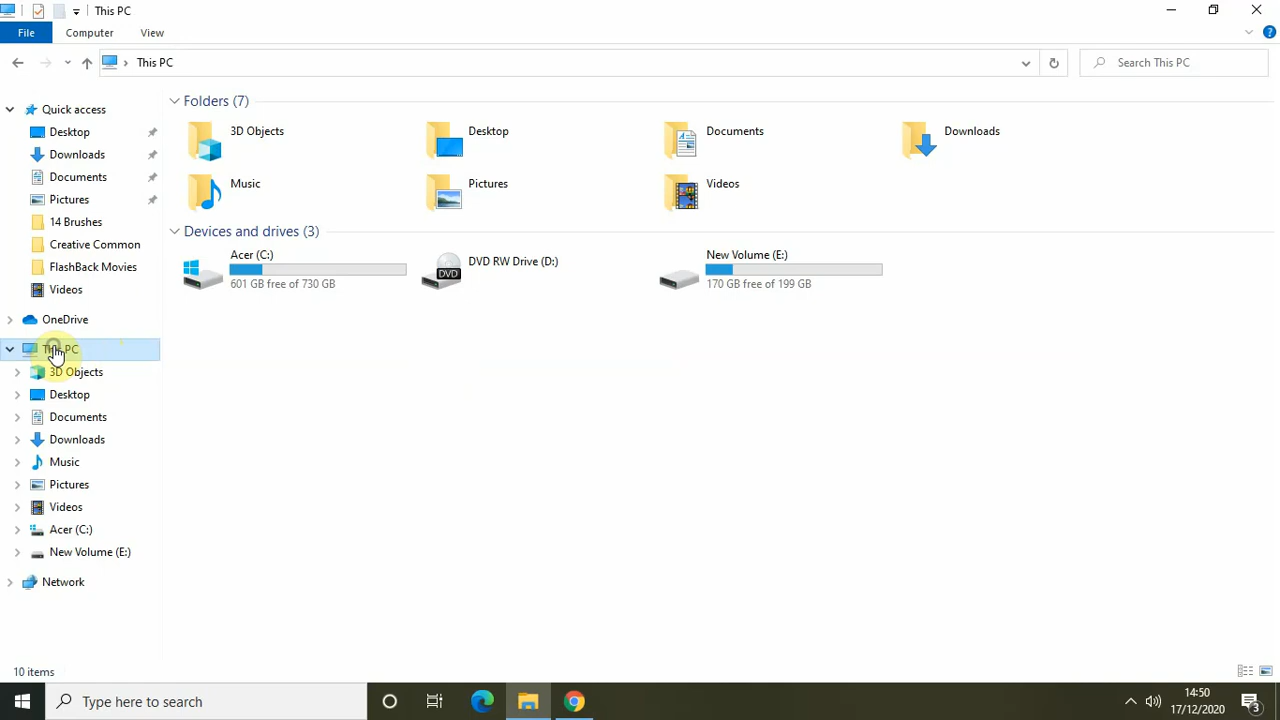 This PC
File Computer View
This PC
Search This PC
Quick access
Desktop
Downloads
Documents
Pictures
14 Brushes
Creative Common
FlashBack Movies
Videos
OneDrive
This PC
3D Objects
Desktop
Documents
Downloads
Music
Pictures
Videos
Acer (C:)
New Volume (E:)
Network
Folders (7)
3D Objects
Desktop
Documents
Downloads
Music
Pictures
Videos
Devices and drives (3)
Acer (C:)
601 GB free of 730 GB
DVD
DVD RW Drive (D:)
New Volume (E:)
170 GB free of 199 GB
10 items
Type here to search
14:50
17/12/2020
3